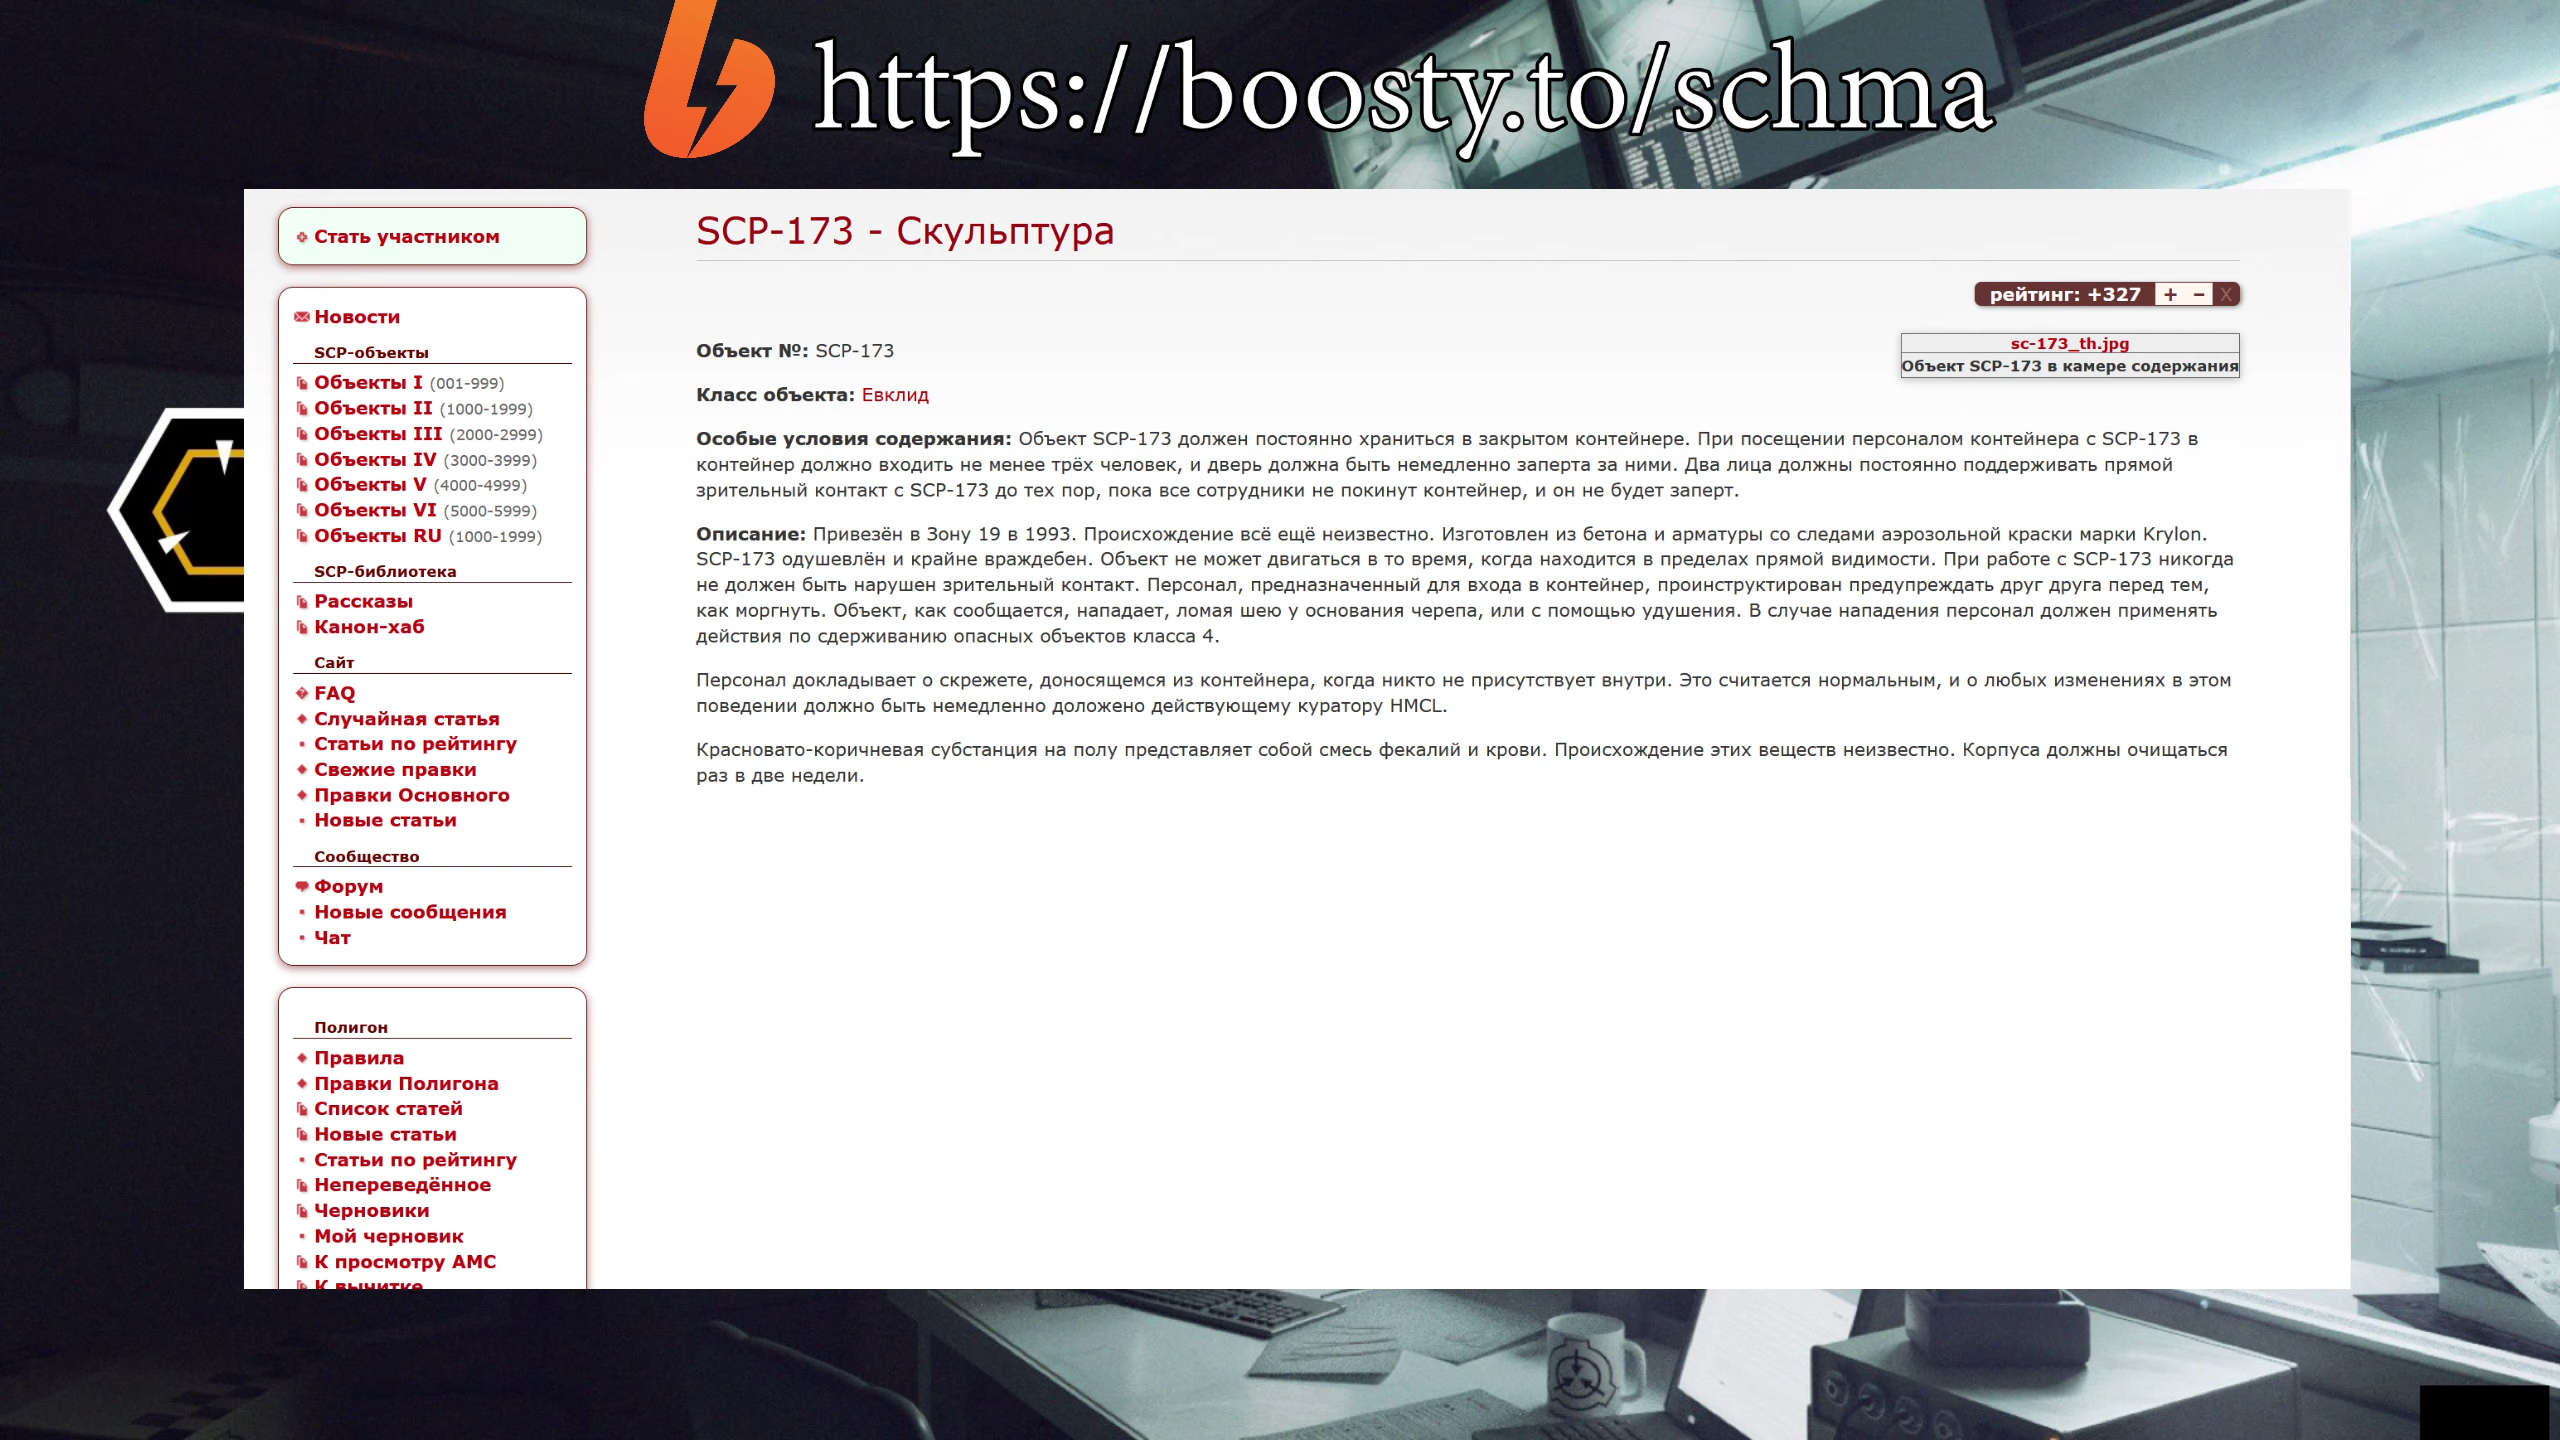 https://boosty.to/schma
Стать участником
Новости
SCP-объекты
Объекты I (001-999)
Объекты II (1000-1999)
Объекты III (2000-2999)
Объекты IV (3000-3999)
Объекты V (4000-4999)
Объекты VI (5000-5999)
Объекты RU (1000-1999)
SCP-библиотека
Рассказы
Канон-хаб
Сайт
FAQ
Случайная статья
Статьи по рейтингу
Свежие правки
Правки Основного
Новые статьи
Сообщество
Форум
Новые сообщения
Чат
Полигон
Правила
Правки Полигона
Список статей
Новые статьи
Статьи по рейтингу
Непереведённое
Черновики
Мой черновик
К просмотру АМС
К вычитке
SCP-173 - Скульптура
рейтинг: +327 + − X
sc-173_th.jpg
Объект SCP-173 в камере содержания
Объект №: SCP-173
Класс объекта: Евклид
Особые условия содержания: Объект SCP-173 должен постоянно храниться в закрытом контейнере. При посещении персоналом контейнера с SCP-173 в
контейнер должно входить не менее трёх человек, и дверь должна быть немедленно заперта за ними. Два лица должны постоянно поддерживать прямой
зрительный контакт с SCP-173 до тех пор, пока все сотрудники не покинут контейнер, и он не будет заперт.
Описание: Привезён в Зону 19 в 1993. Происхождение всё ещё неизвестно. Изготовлен из бетона и арматуры со следами аэрозольной краски марки Krylon.
SCP-173 одушевлён и крайне враждебен. Объект не может двигаться в то время, когда находится в пределах прямой видимости. При работе с SCP-173 никогда
не должен быть нарушен зрительный контакт. Персонал, предназначенный для входа в контейнер, проинструктирован предупреждать друг друга перед тем,
как моргнуть. Объект, как сообщается, нападает, ломая шею у основания черепа, или с помощью удушения. В случае нападения персонал должен применять
действия по сдерживанию опасных объектов класса 4.
Персонал докладывает о скрежете, доносящемся из контейнера, когда никто не присутствует внутри. Это считается нормальным, и о любых изменениях в этом
поведении должно быть немедленно доложено действующему куратору HMCL.
Красновато-коричневая субстанция на полу представляет собой смесь фекалий и крови. Происхождение этих веществ неизвестно. Корпуса должны очищаться
раз в две недели.